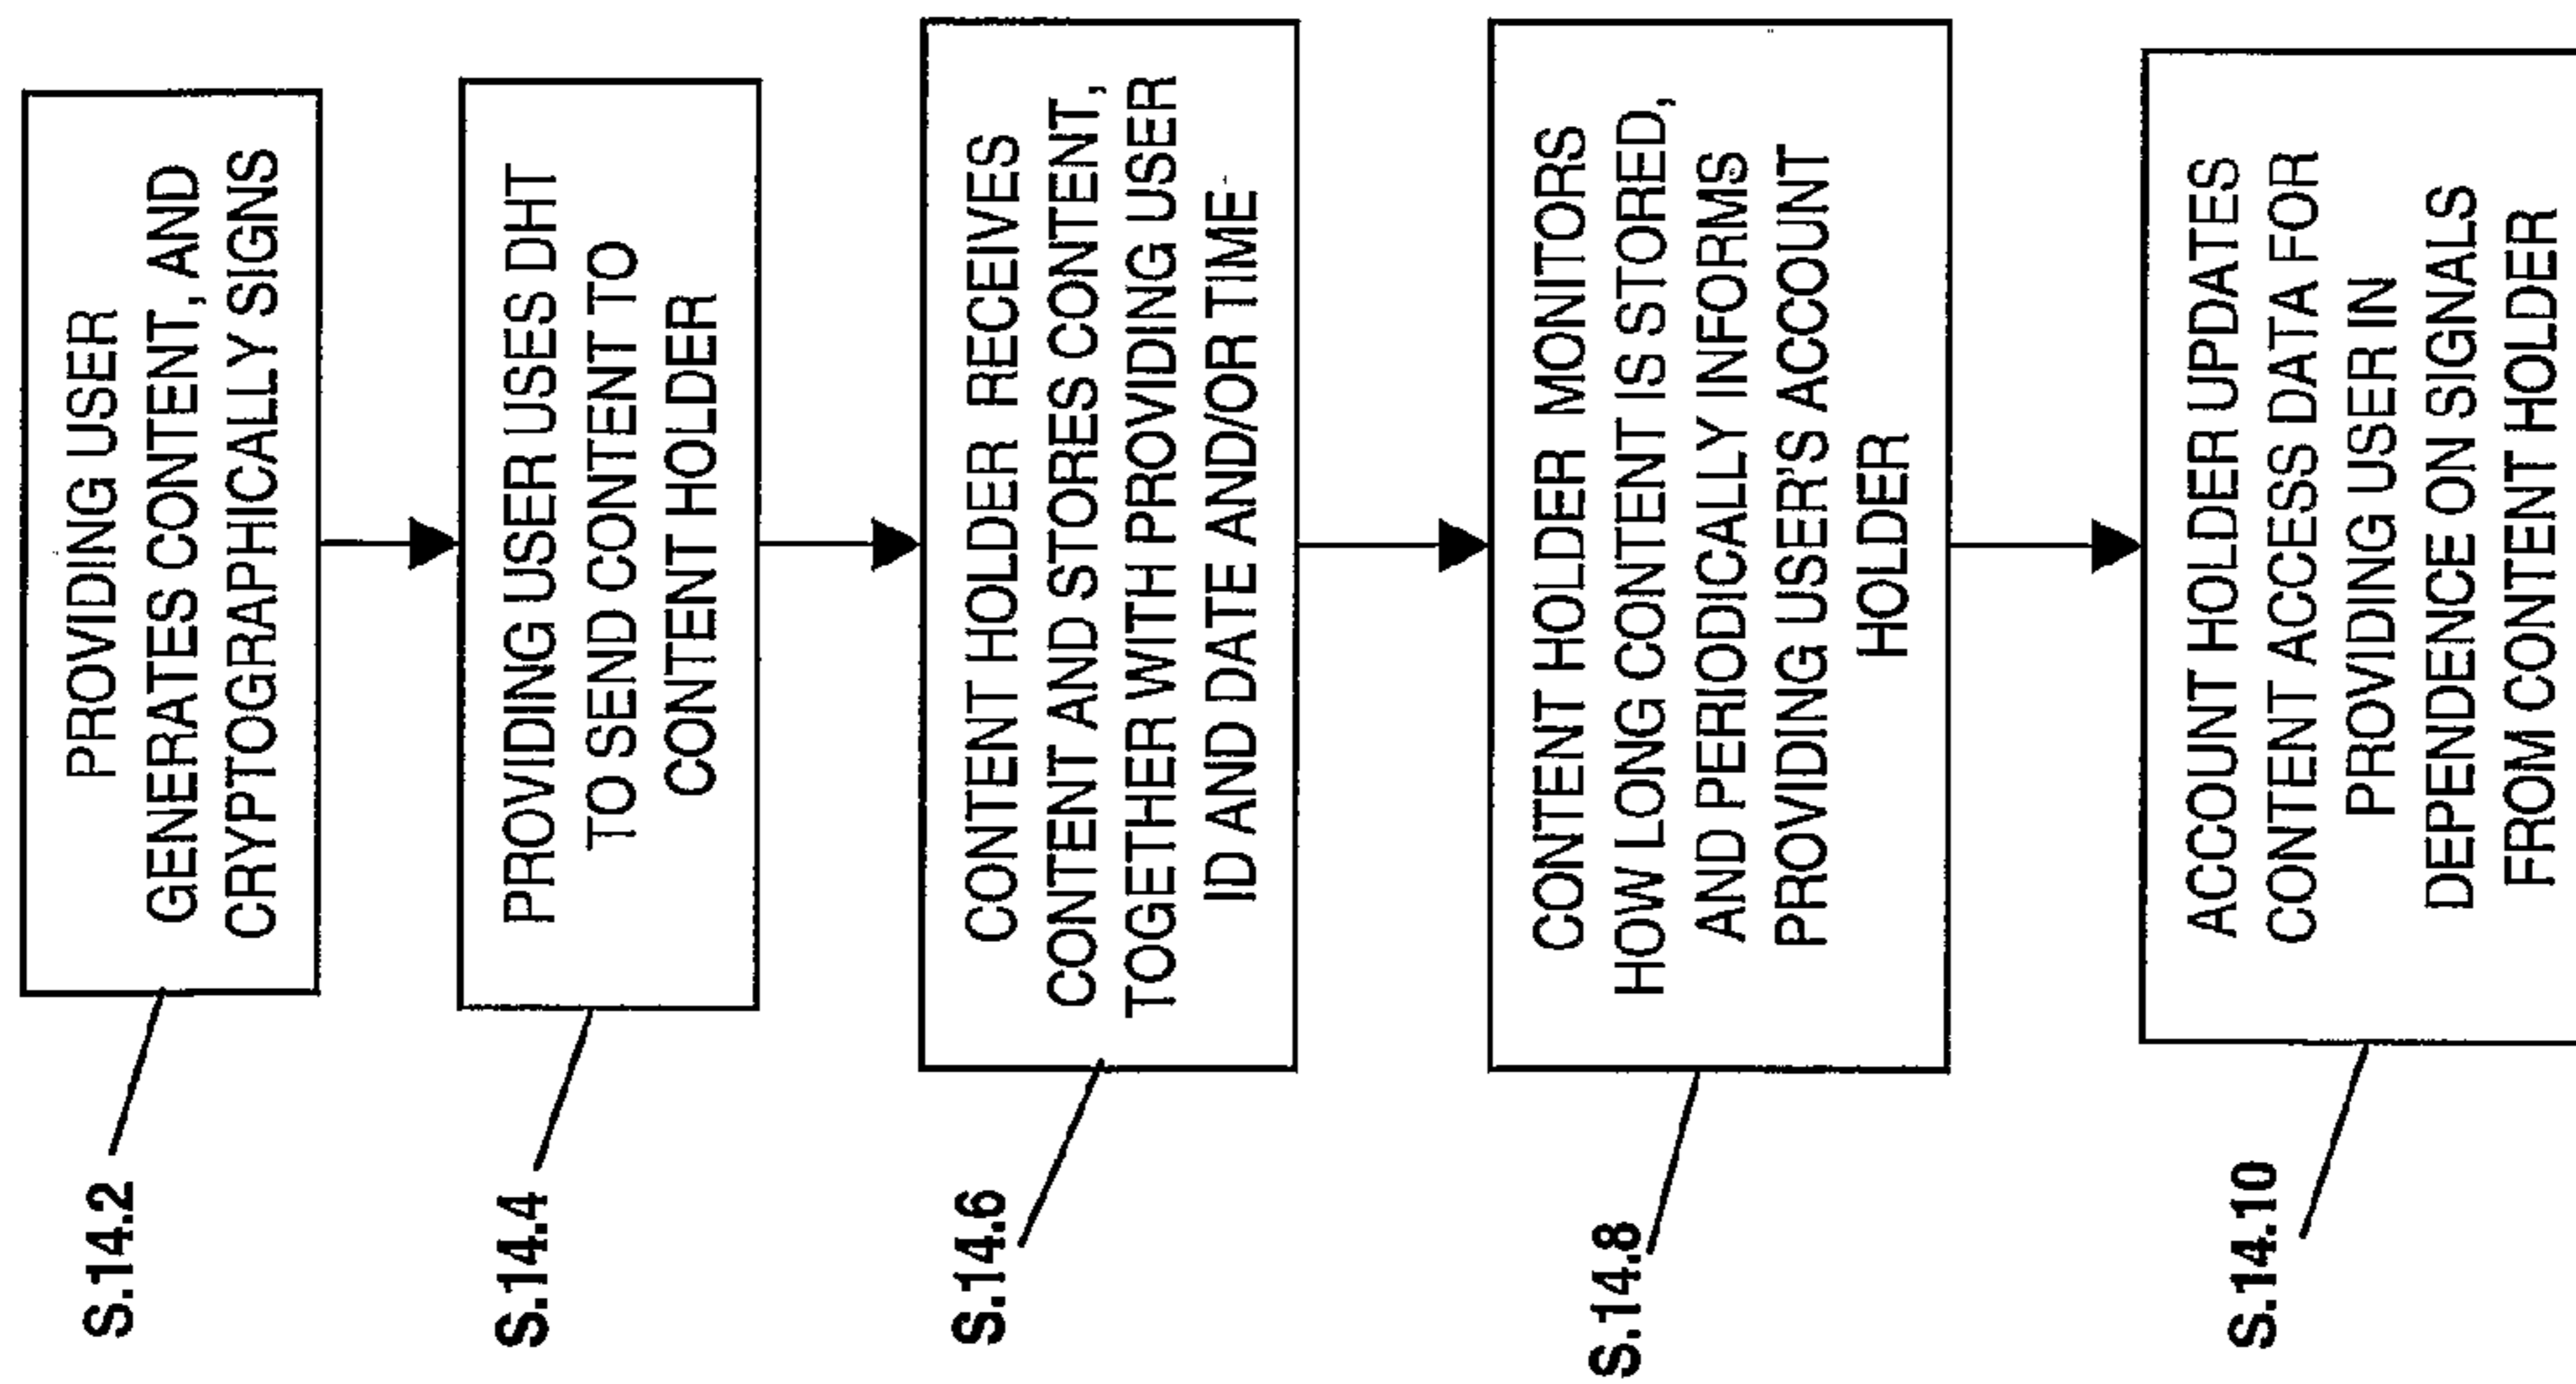 S.14.2
PROVIDING USER
GENERATES CONTENT, AND
CRYPTOGRAPHICALLY SIGNS
S.14.4
PROVIDING USER USES DHT
TO SEND CONTENT TO
CONTENT HOLDER
S.14.6
CONTENT HOLDER RECEIVES
CONTENT AND STORES CONTENT,
TOGETHER WITH PROVIDING USER
ID AND DATE AND/OR TIME
S.14.8
CONTENT HOLDER MONITORS
HOW LONG CONTENT IS STORED,
AND PERIODICALLY INFORMS
PROVIDING USER'S ACCOUNT
HOLDER
S.14.10
ACCOUNT HOLDER UPDATES
CONTENT ACCESS DATA FOR
PROVIDING USER IN
DEPENDENCE ON SIGNALS
FROM CONTENT HOLDER